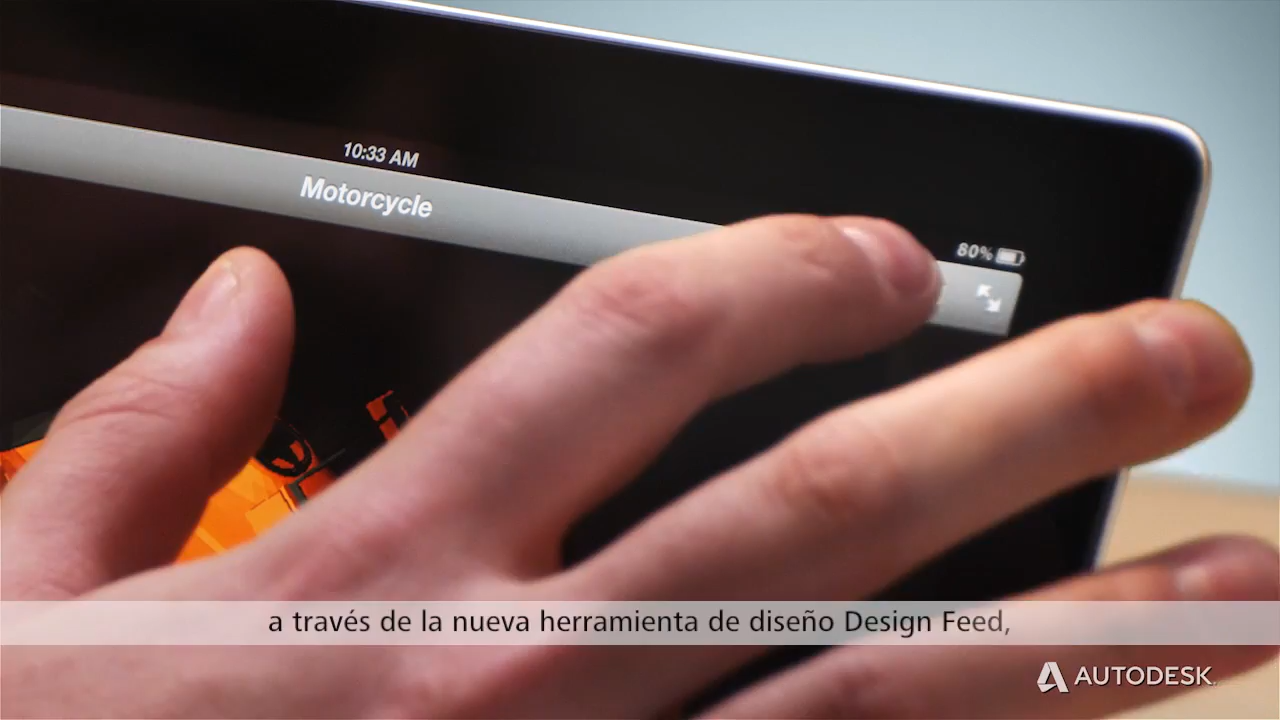 10:33 AM
Motorcycle
80%
a través de la nueva herramienta de diseño Design Feed,
AUTODESK